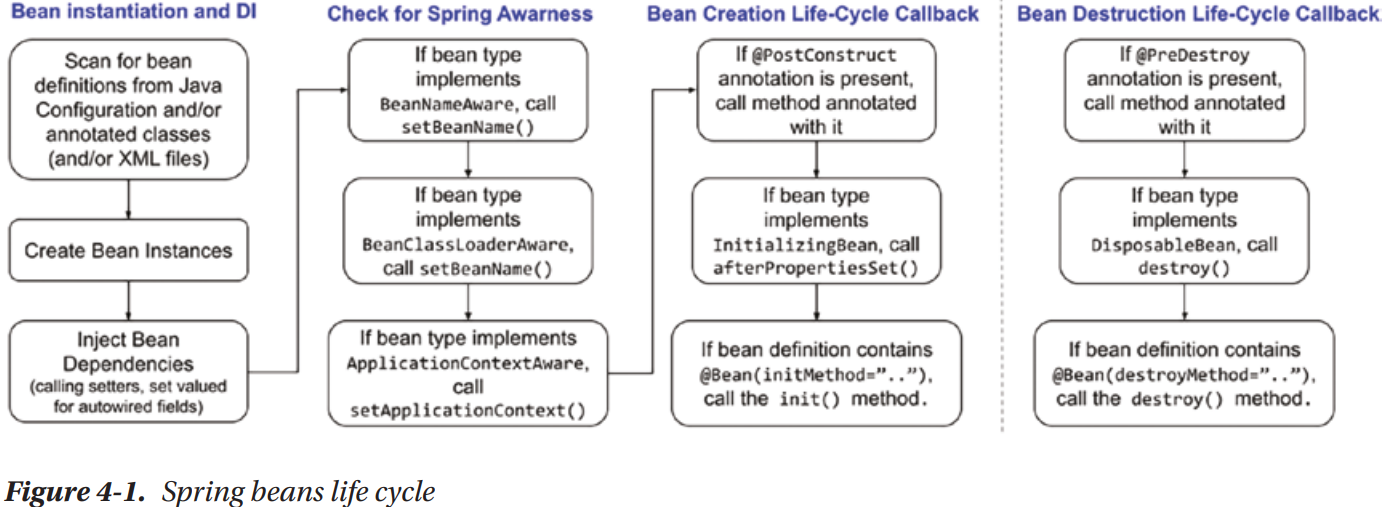 Bean instantiation and DI
Scan for bean
definitions from Java
Configuration and/or
annotated classes
(and/or XML files)
Create Bean Instances
Inject Bean
Dependencies
(calling setters, set valued
for autowired fields)
Check for Spring Awarness
If bean type
implements
BeanNameAware, call
setBeanName()
If bean type
implements
BeanClassLoaderAware,
call setBeanName()
If bean type implements
ApplicationContextAware,
call
setApplicationContext()
Bean Creation Life-Cycle Callback
If @PostConstruct
annotation is present,
call method annotated
with it
If bean type
implements
InitializingBean, call
afterPropertiesSet()
If bean definition contains
@Bean(initMethod=”..”),
call the init() method.
Bean Destruction Life-Cycle Callback
If @PreDestroy
annotation is present,
call method annotated
with it
If bean type
implements
DisposableBean, call
destroy()
If bean definition contains
@Bean(destroyMethod=”..”),
call the destroy() method.
Figure 4-1. Spring beans life cycle